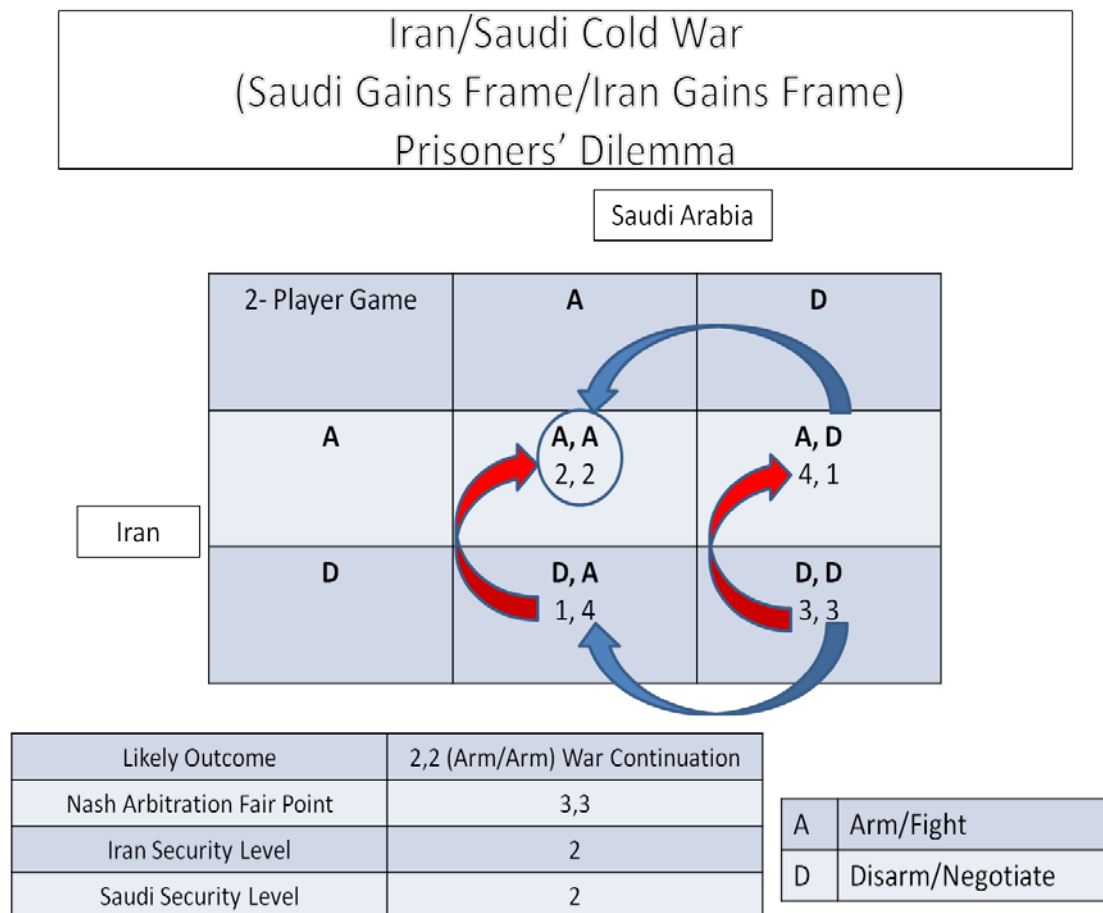 Iran/Saudi Cold War
(Saudi Gains Frame/Iran Gains Frame)
Prisoners’ Dilemma
Saudi Arabia
2- Player Game
A
D
A
A, A
2, 2
A, D
4, 1
Iran
D
D, A
1, 4
D, D
3, 3
Likely Outcome
2,2 (Arm/Arm) War Continuation
Nash Arbitration Fair Point
3,3
Iran Security Level
2
Saudi Security Level
2
A
Arm/Fight
D
Disarm/Negotiate